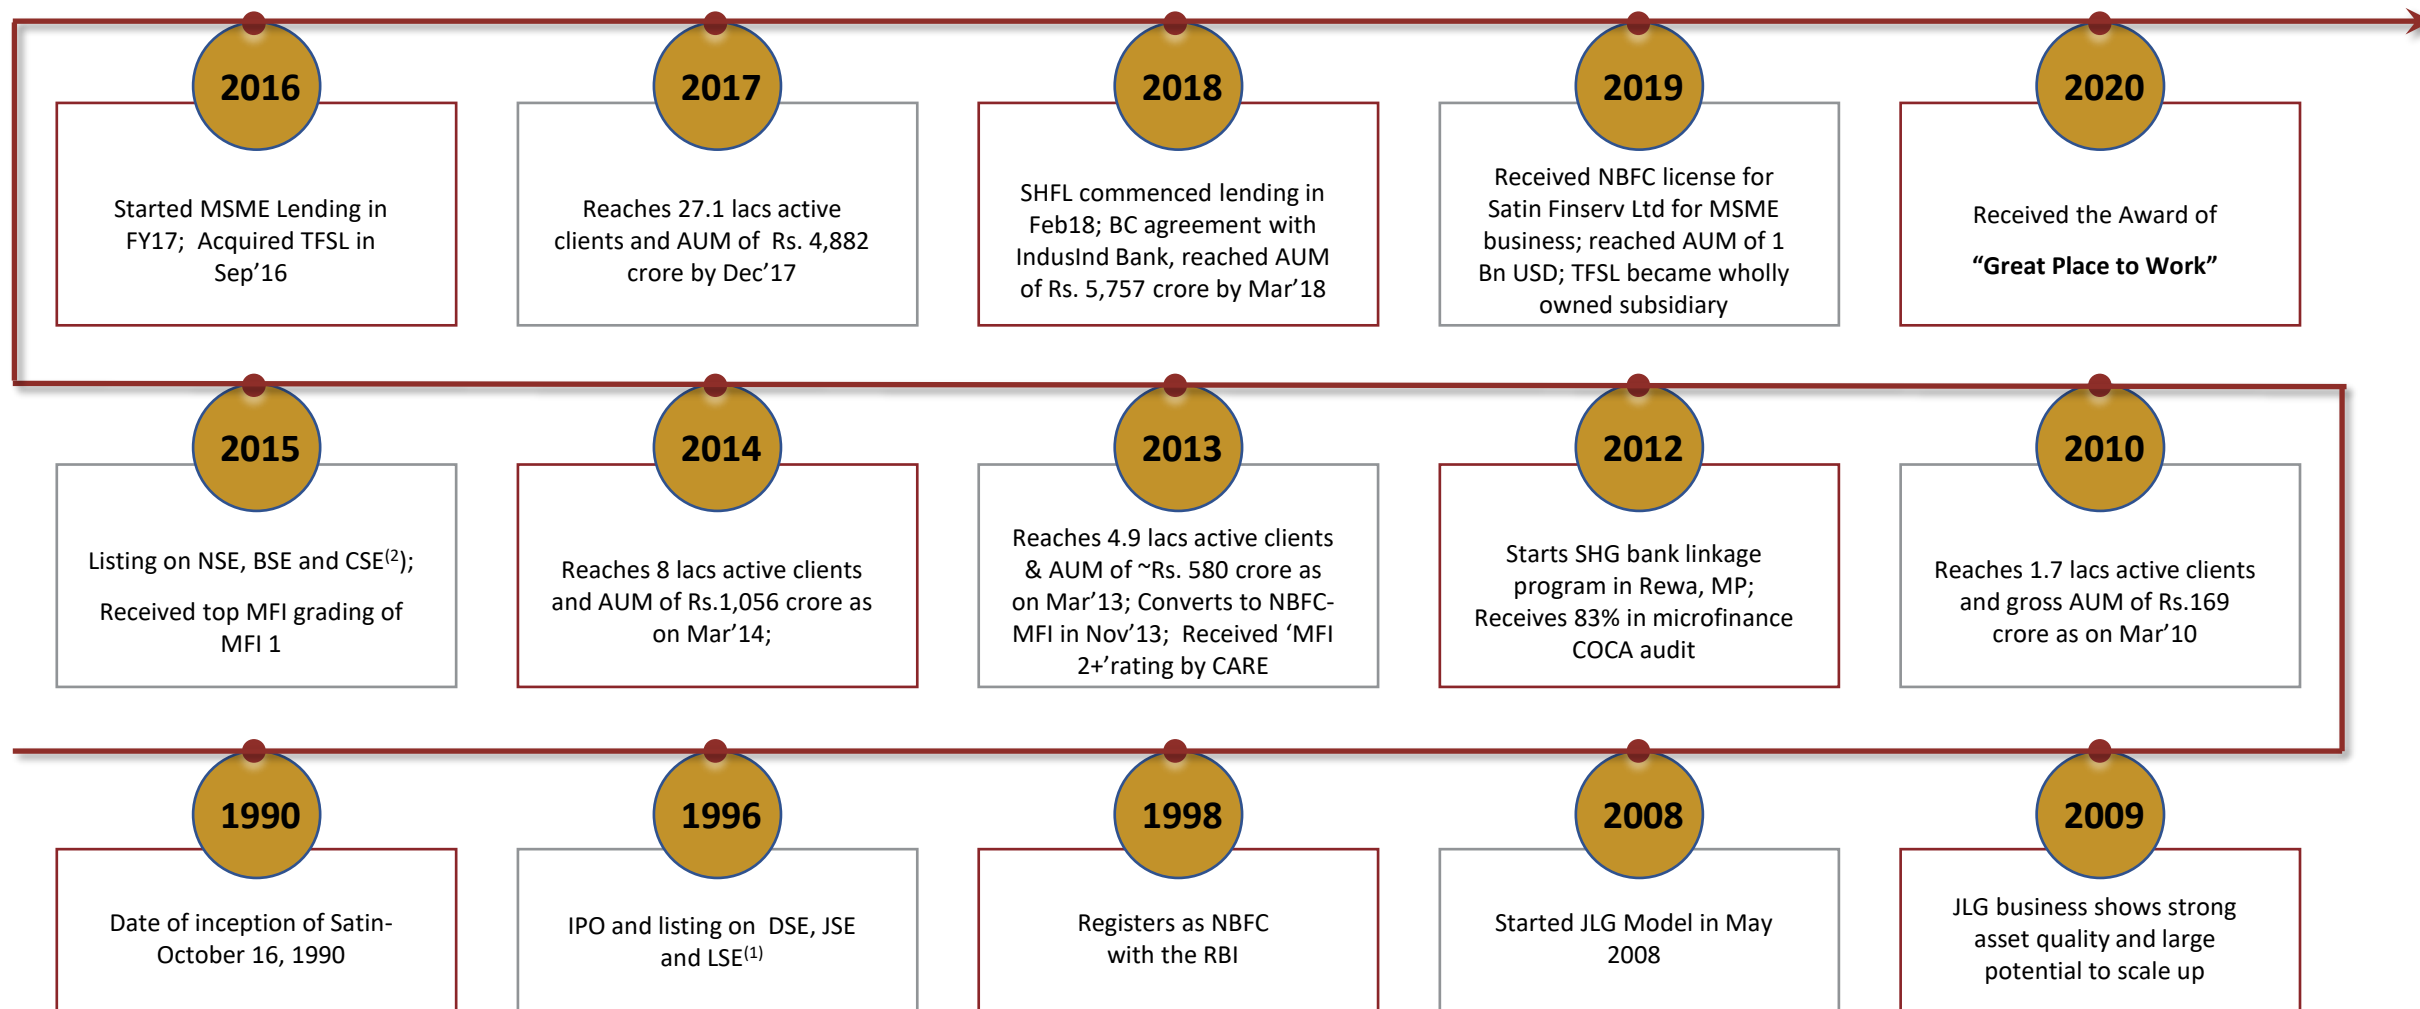 2016
Started MSME Lending in
FY17; Acquired TFSL in
Sep’16
2017
Reaches 27.1 lacs active
clients and AUM of Rs. 4,882
crore by Dec’17
2018
SHFL commenced lending in
Feb18; BC agreement with
IndusInd Bank, reached AUM
of Rs. 5,757 crore by Mar’18
2019
Received NBFC license for
Satin Finserv Ltd for MSME
business; reached AUM of 1
Bn USD; TFSL became wholly
owned subsidiary
2020
Received the Award of
“Great Place to Work”
2015
Listing on NSE, BSE and CSE(2);
Received top MFI grading of
MFI 1
2014
Reaches 8 lacs active clients
and AUM of Rs.1,056 crore as
on Mar’14;
2013
Reaches 4.9 lacs active clients
& AUM of ~Rs. 580 crore as
on Mar’13; Converts to NBFC-
MFI in Nov’13; Received ‘MFI
2+’rating by CARE
2012
Starts SHG bank linkage
program in Rewa, MP;
Receives 83% in microfinance
COCA audit
2010
Reaches 1.7 lacs active clients
and gross AUM of Rs.169
crore as on Mar’10
1990
Date of inception of Satin-
October 16, 1990
1996
IPO and listing on DSE, JSE
and LSE(1)
1998
Registers as NBFC
with the RBI
2008
Started JLG Model in May
2008
2009
JLG business shows strong
asset quality and large
potential to scale up